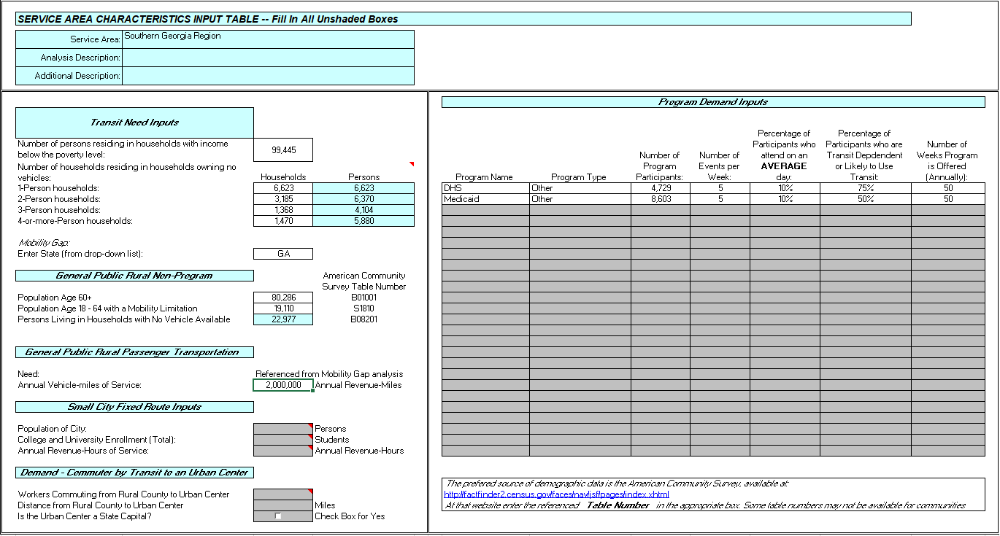 SERVICE AREA CHARACTERISTICS INPUT TABLE -- Fill In All Unshaded Boxes
Service Area: Southern Georgia Region
Analysis Description:
Additional Description:
Transit Need Inputs
Number of persons residing in households with income
below the poverty level: 99,445
Number of households residing in households owning no
vehicles: Households Persons
1-Person households: 6,623 6,623
2-Person households: 3,185 6,370
3-Person households: 1,368 4,104
4-or-more-Person households: 1,470 5,880
Mobility Gap:
Enter State (from drop-down list): GA
General Public Rural Non-Program
American Community
Survey Table Number
Population Age 60+ 80,286 B01001
Population Age 18 - 64 with a Mobility Limitation 19,110 S1810
Persons Living in Households with No Vehicle Available 22,977 B08201
General Public Rural Passenger Transportation
Need: Referenced from Mobility Gap analysis
Annual Vehicle-miles of Service: 2,000,000 Annual Revenue-Miles
Small City Fixed Route Inputs
Population of City: Persons
College and University Enrollment (Total): Students
Annual Revenue-Hours of Service: Annual Revenue-Hours
Demand - Commuter by Transit to an Urban Center
Workers Commuting from Rural County to Urban Center
Distance from Rural County to Urban Center Miles
Is the Urban Center a State Capital? Check Box for Yes
Program Demand Inputs
Percentage of Percentage of
Participants who Participants who are Number of
Number of Number of attend on an Transit Depdendent Weeks Program
Program Events per AVERAGE or Likely to Use is Offered
Program Name Program Type Participants: Week: day: Transit: (Annually):
DHS Other 4,729 5 10% 75% 50
Medicaid Other 8,603 5 10% 50% 50
The prefered source of demographic data is the American Community Survey, available at:
http://factfinder2.census.gov/faces/nav/jsf/pages/index.xhtml
At that website enter the referenced Table Number in the appropriate box. Some table numbers may not be available for communities